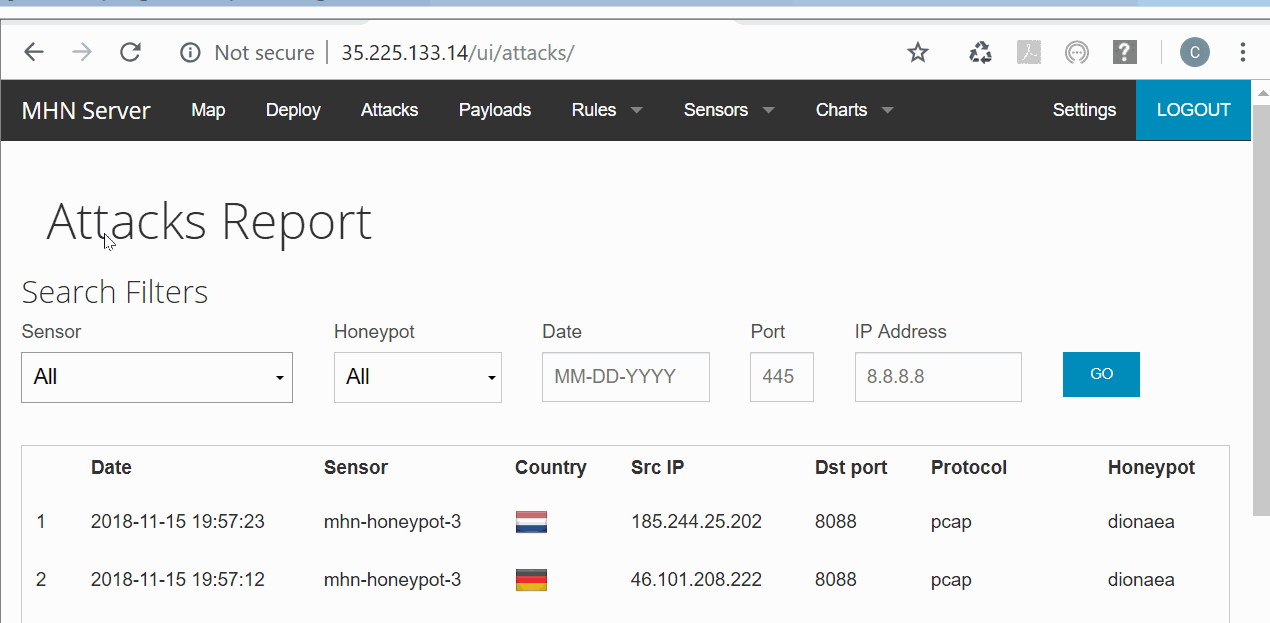 Not secure | 35.225.133.14/ui/attacks/
C
MHN Server Map Deploy Attacks Payloads Rules Sensors Charts Settings LOGOUT
Attacks Report
Search Filters
Sensor Honeypot Date Port IP Address
All All MM-DD-YYYY 445 8.8.8.8 GO
Date Sensor Country Src IP Dst port Protocol Honeypot
1 2018-11-15 19:57:23 mhn-honeypot-3 185.244.25.202 8088 pcap dionaea
2 2018-11-15 19:57:12 mhn-honeypot-3 46.101.208.222 8088 pcap dionaea